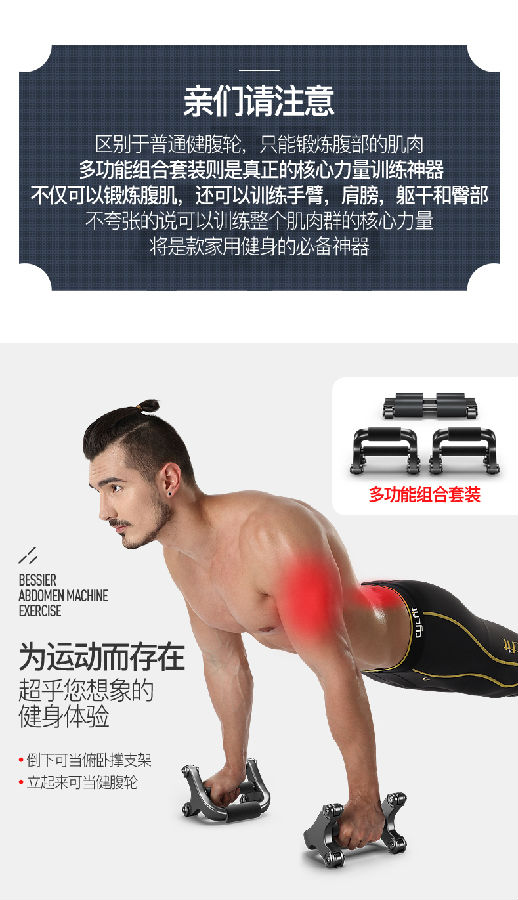 亲们请注意
区别于普通健腹轮，只能锻炼腹部的肌肉
多功能组合套装则是真正的核心力量训练神器
不仅可以锻炼腹肌，还可以训练手臂，肩膀，躯干和臀部
不夸张的说可以训练整个肌肉群的核心力量
将是款家用健身的必备神器
多功能组合套装
BESSIER
ABDOMEN MACHINE
EXERCISE
为运动而存在
超乎您想象的
健身体验
•倒下可当俯卧撑支架
•立起来可当健腹轮